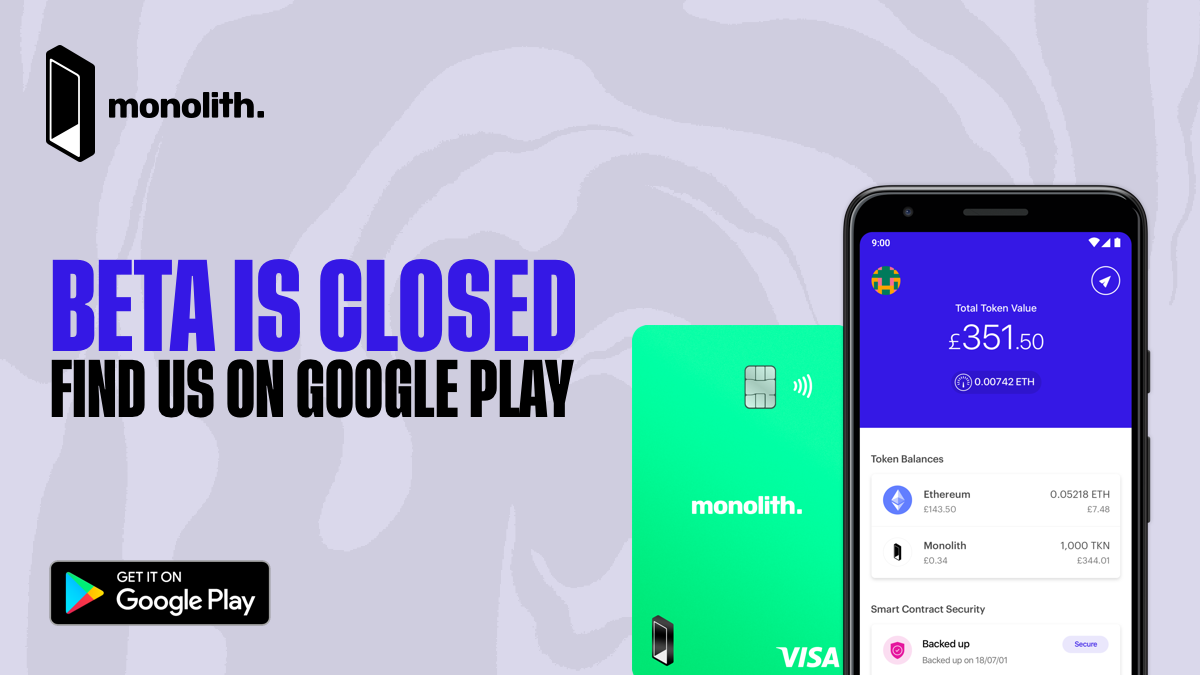 monolith.
BETA IS CLOSED
FIND US ON GOOGLE PLAY
GET IT ON
Google Play
monolith.
VISA
9:00
Total Token Value
£351.50
0.00742 ETH
Token Balances
Ethereum 0.05218 ETH
£143.50 £7.48
Monolith 1,000 TKN
£0.34 £344.01
Smart Contract Security
Backed up Secure
Backed up on 18/07/01